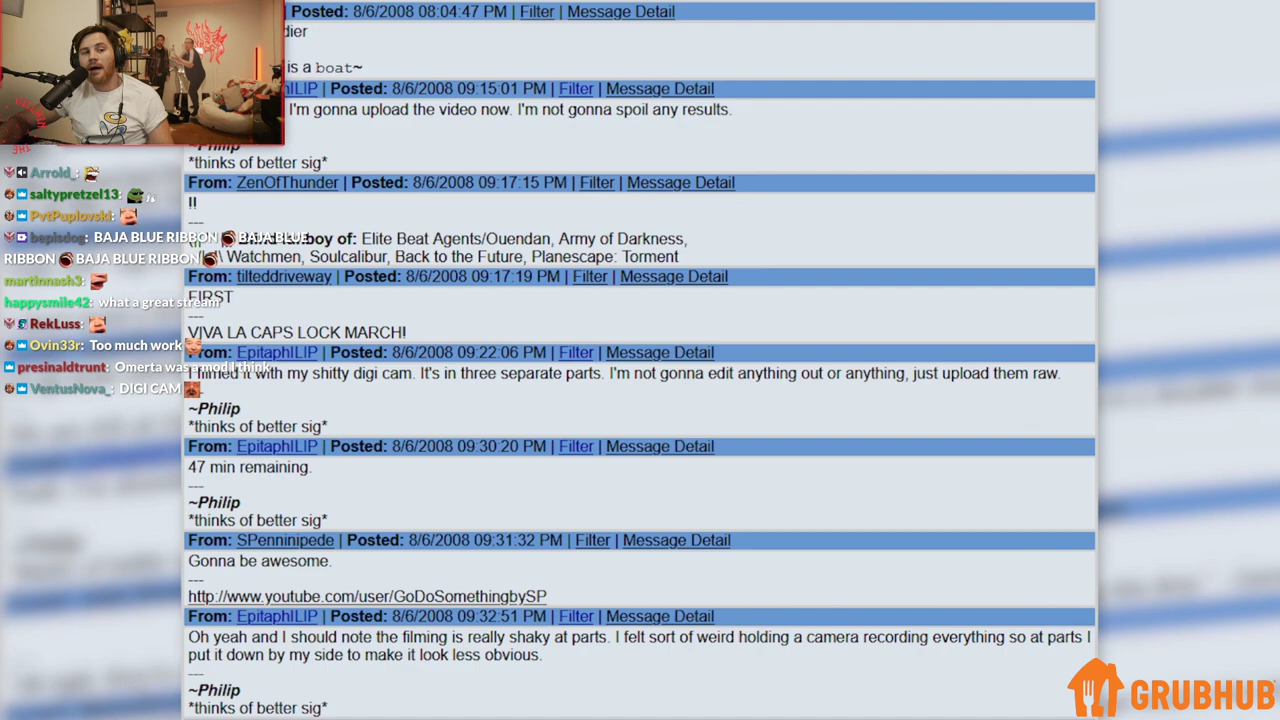 Posted: 8/6/2008 08:04:47 PM | Filter | Message Detail
dier
is a boat~
hILIP | Posted: 8/6/2008 09:15:01 PM | Filter | Message Detail
I'm gonna upload the video now. I'm not gonna spoil any results.
~Philip
*thinks of better sig*
From: ZenOfThunder | Posted: 8/6/2008 09:17:15 PM | Filter | Message Detail
!!
---
boy of: Elite Beat Agents/Ouendan, Army of Darkness,
Watchmen, Soulcalibur, Back to the Future, Planescape: Torment
From: tilteddriveway | Posted: 8/6/2008 09:17:19 PM | Filter | Message Detail
FIRST
---
VIVA LA CAPS LOCK MARCH!
From: EpitaphILIP | Posted: 8/6/2008 09:22:06 PM | Filter | Message Detail
I filmed it with my shitty digi cam. It's in three separate parts. I'm not gonna edit anything out or anything, just upload them raw.
~Philip
*thinks of better sig*
From: EpitaphILIP | Posted: 8/6/2008 09:30:20 PM | Filter | Message Detail
47 min remaining.
---
~Philip
*thinks of better sig*
From: SPenninipede | Posted: 8/6/2008 09:31:32 PM | Filter | Message Detail
Gonna be awesome.
---
http://www.youtube.com/user/GoDoSomethingbySP
From: EpitaphILIP | Posted: 8/6/2008 09:32:51 PM | Filter | Message Detail
Oh yeah and I should note the filming is really shaky at parts. I felt sort of weird holding a camera recording everything so at parts I
put it down by my side to make it look less obvious.
---
~Philip
*thinks of better sig*
Arrold_:
saltypretzel13:
PvtPuplovski:
bepisdog: BAJA BLUE RIBBON BAJA BLUE
RIBBON BAJA BLUE RIBBON
martinnash3:
happysmile42: what a great stream
RekLuss:
Ovin33r: Too much work
presinaldtrunt: Omerta was a mod I think
VentusNova_: DIGI CAM
GRUBHUB